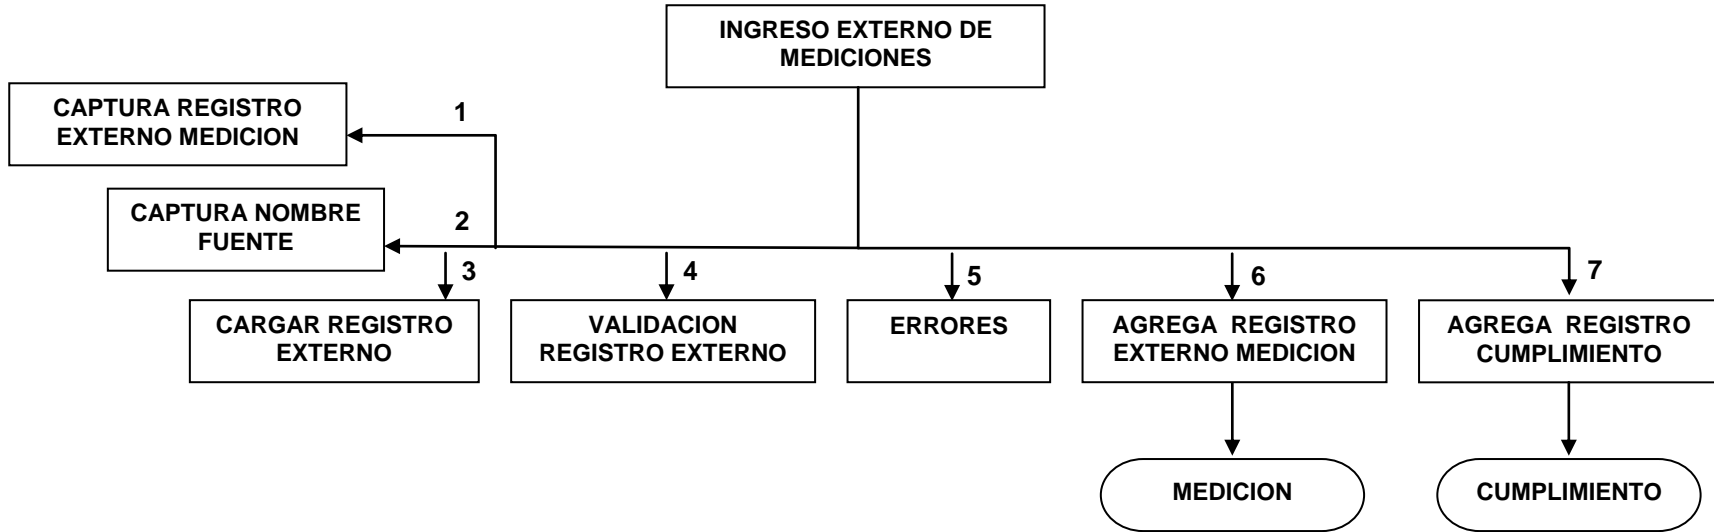 INGRESO EXTERNO DE
MEDICIONES
CAPTURA REGISTRO
EXTERNO MEDICION
1
CAPTURA NOMBRE
FUENTE
2
3
4
5
6
7
CARGAR REGISTRO
EXTERNO
VALIDACION
REGISTRO EXTERNO
ERRORES
AGREGA REGISTRO
EXTERNO MEDICION
AGREGA REGISTRO
CUMPLIMIENTO
MEDICION
CUMPLIMIENTO